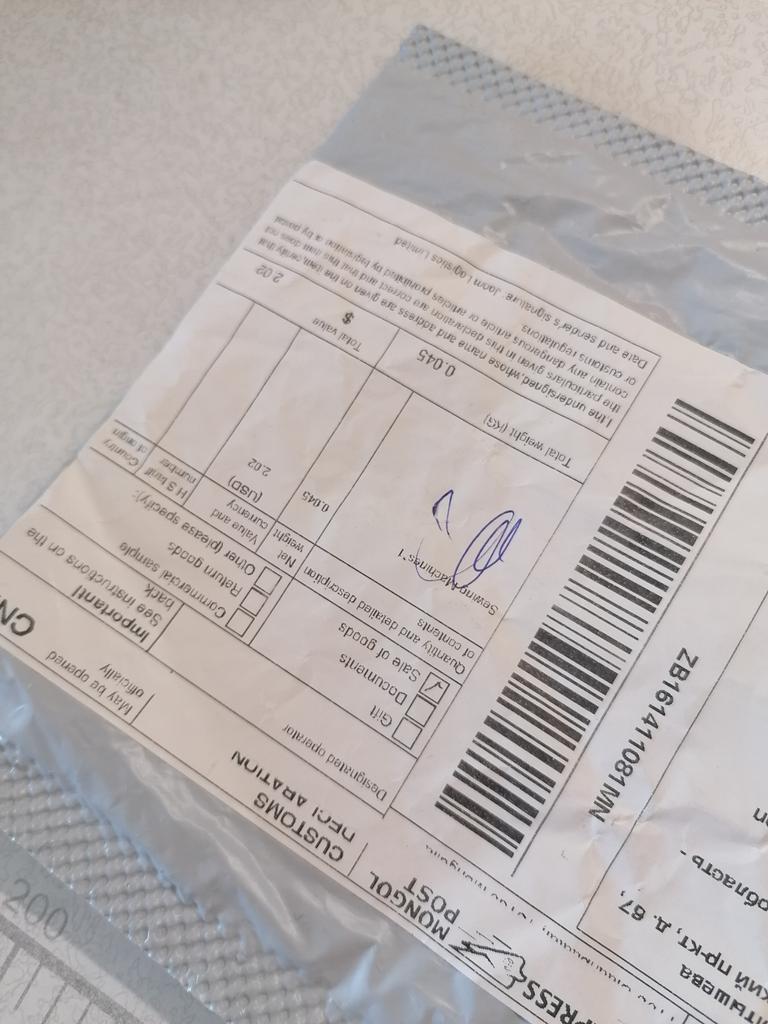 MONGOL
POST
CUSTOMS
DECLARATION
May be opened
officially
Designated operator
Important!
See instructions on the
back
Gift
Documents
Sale of goods
Commercial sample
Return goods
Other (please specify):
Quantity and detailed description
of contents
Net
weight
Value and
currency
(USD)
H S tariff
number
Country
of origin
Sewing Machines*1
0.045
2.02
Total weight (KG)
Total value
0.045
$
2.02
I, the undersigned, whose name and address are given on the item, certify that
the particulars given in this declaration are correct and that this item does not
contain any dangerous article or articles prohibited by legislation or by postal
or customs regulations.
Date and sender's signature. Joom Logistics Limited
ZB161411081MN
область
пр-кт, д. 67,
200